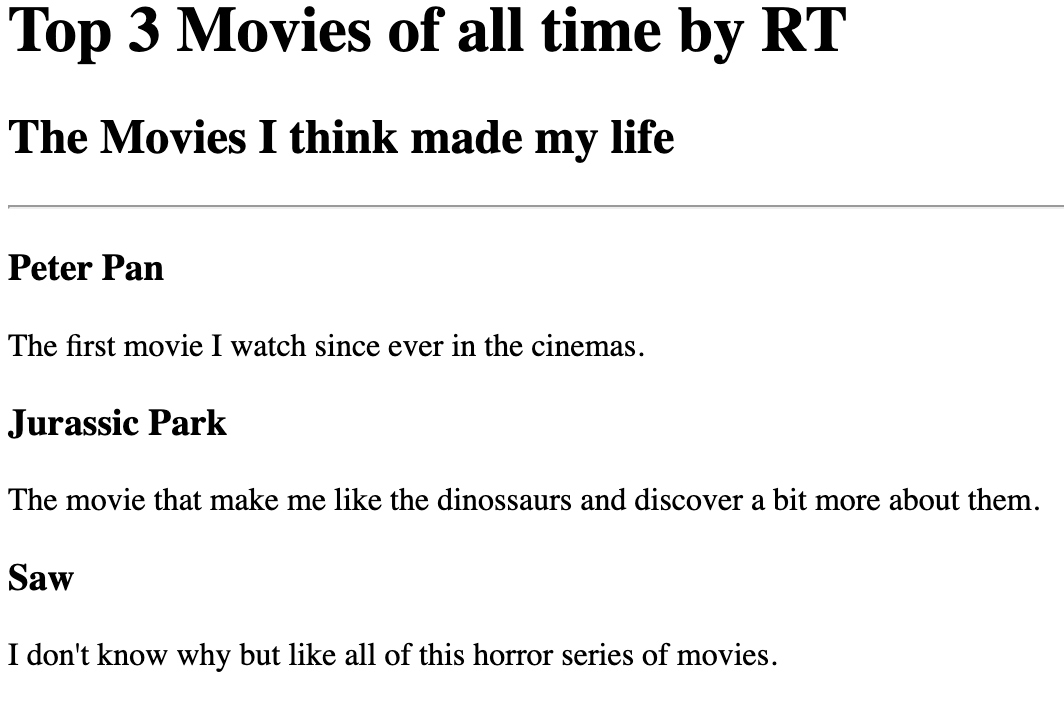 Top 3 Movies of all time by RT
The Movies I think made my life
Peter Pan
The first movie I watch since ever in the cinemas.
Jurassic Park
The movie that make me like the dinossaurs and discover a bit more about them.
Saw
I don't know why but like all of this horror series of movies.